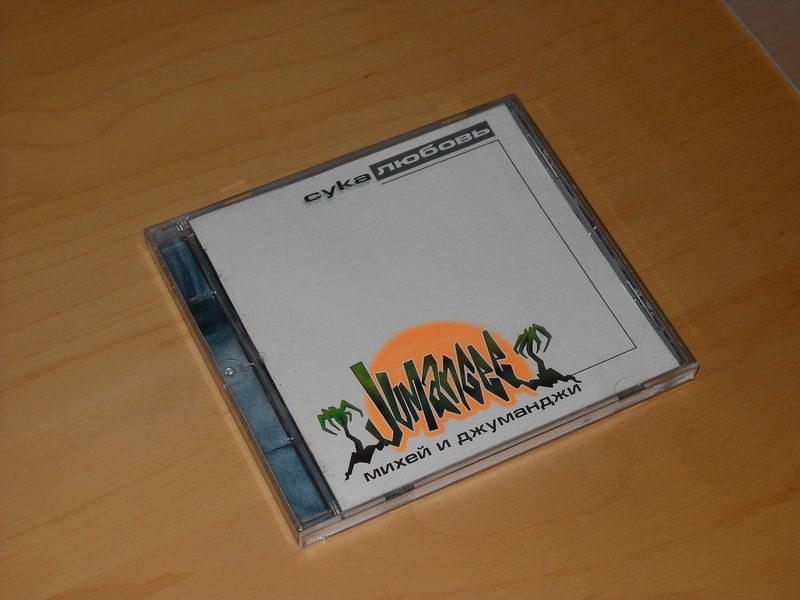 сука любовь
Jumangee
михей и джуманджи